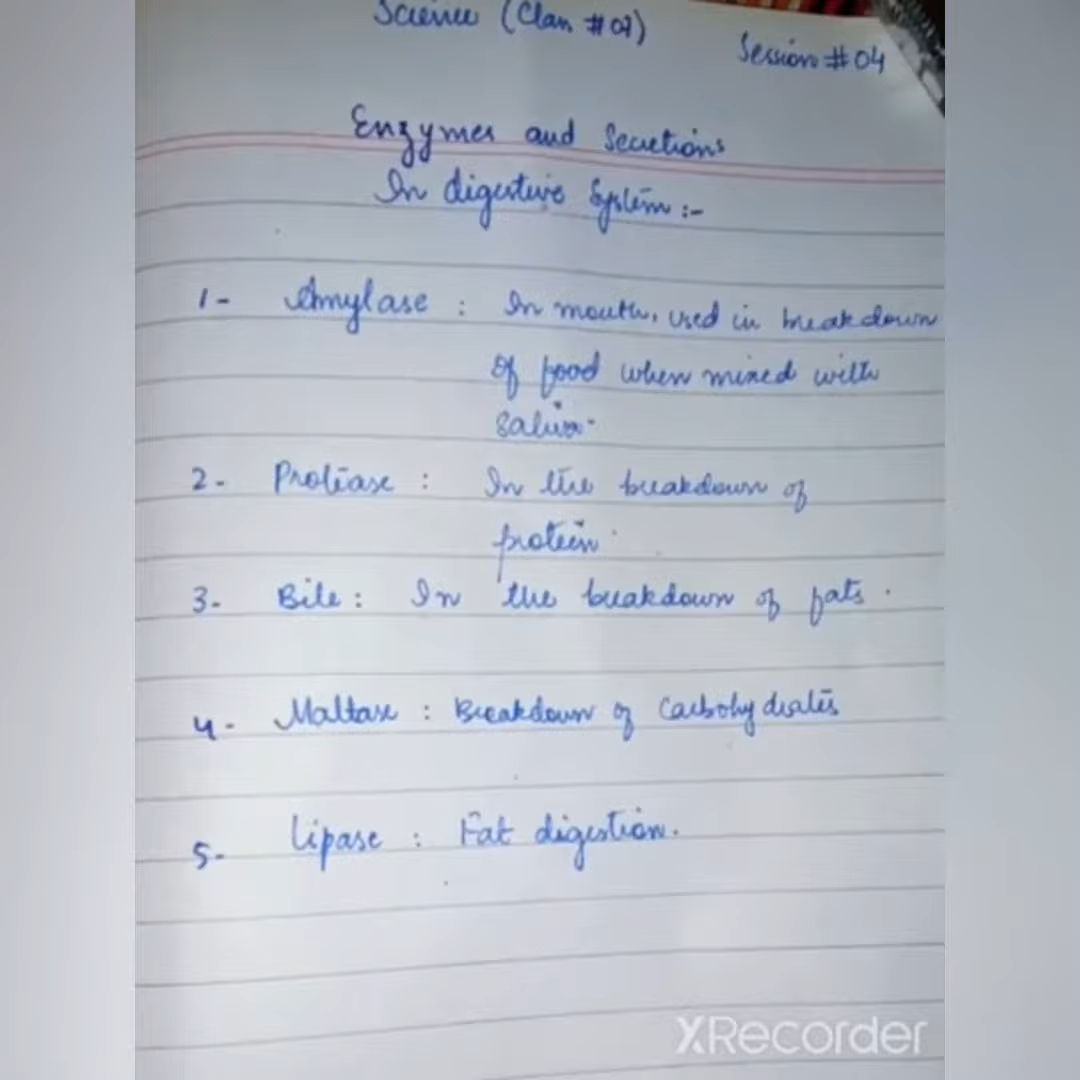 Science (Class #07)
Session #04
Enzymes and Secretions
In digestive System :-
1- Amylase : In mouth, used in breakdown
of food when mixed with
saliva.
2- Protease : In the breakdown of
protein.
3- Bile : In the breakdown of fats.
4- Maltase : Breakdown of Carbohydrates
5- Lipase : Fat digestion.
XRecorder